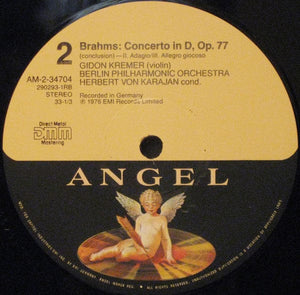 2
Brahms: Concerto in D, Op. 77
(conclusion)—II. Adagio/III. Allegro giocoso
AM-2-34704
290293-1RB
STEREO
33-1/3
GIDON KREMER (violin)
BERLIN PHILHARMONIC ORCHESTRA
HERBERT VON KARAJAN cond.
Recorded in Germany
℗ 1976 EMI Records Limited
Direct Metal
DMM
Mastering
ANGEL